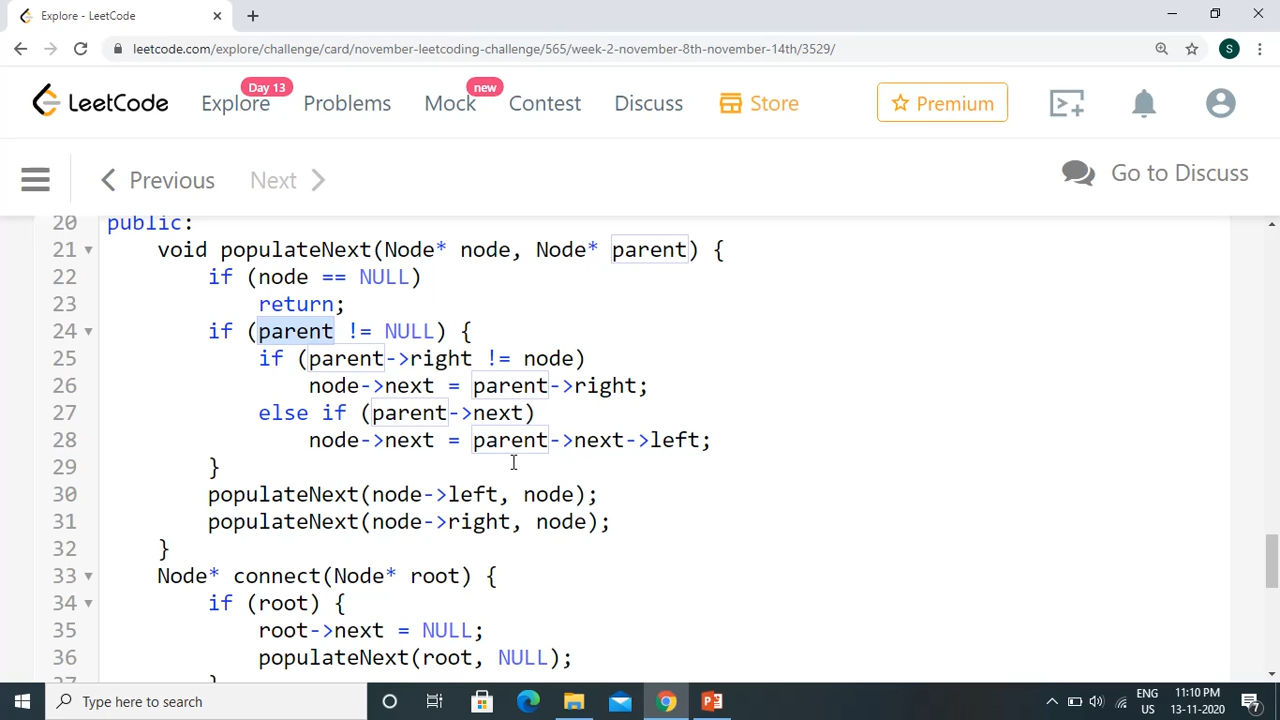 Explore - LeetCode
leetcode.com/explore/challenge/card/november-leetcoding-challenge/565/week-2-november-8th-november-14th/3529/
S
LeetCode
Explore
Day 13
Problems
Mock
new
Contest
Discuss
Store
Premium
Previous
Next
Go to Discuss
20 public:
21 void populateNext(Node* node, Node* parent) {
22 if (node == NULL)
23 return;
24 if (parent != NULL) {
25 if (parent->right != node)
26 node->next = parent->right;
27 else if (parent->next)
28 node->next = parent->next->left;
29 }
30 populateNext(node->left, node);
31 populateNext(node->right, node);
32 }
33 Node* connect(Node* root) {
34 if (root) {
35 root->next = NULL;
36 populateNext(root, NULL);
}
Type here to search
ENG
US
11:10 PM
13-11-2020
7